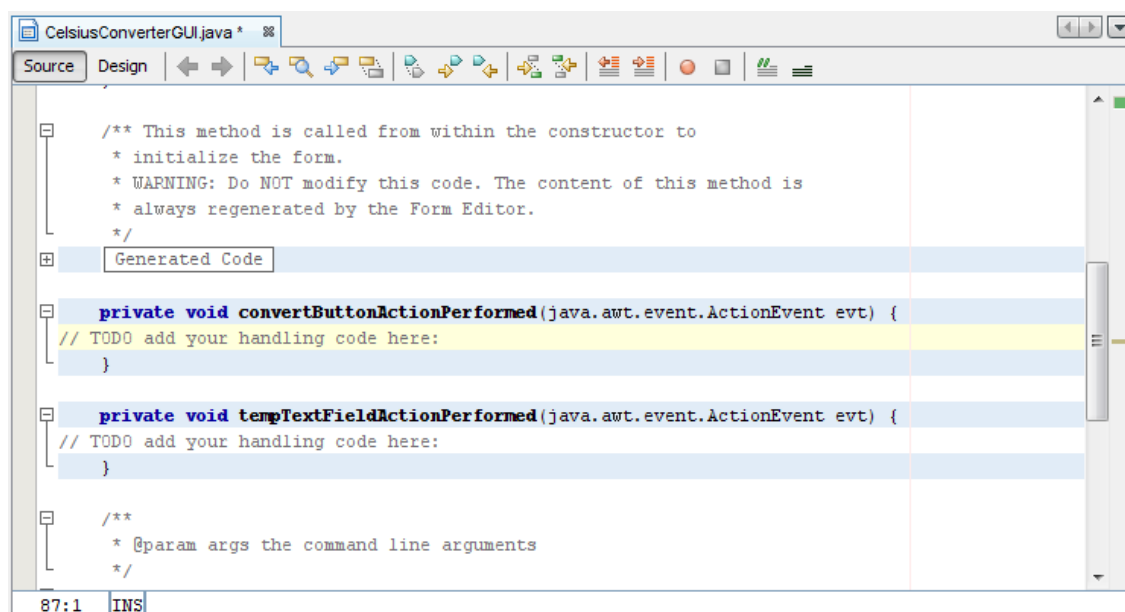 CelsiusConverterGUI.java *
Source Design
/** This method is called from within the constructor to
* initialize the form.
* WARNING: Do NOT modify this code. The content of this method is
* always regenerated by the Form Editor.
*/
Generated Code
private void convertButtonActionPerformed(java.awt.event.ActionEvent evt) {
// TODO add your handling code here:
}
private void tempTextFieldActionPerformed(java.awt.event.ActionEvent evt) {
// TODO add your handling code here:
}
/**
* @param args the command line arguments
*/
87:1 INS